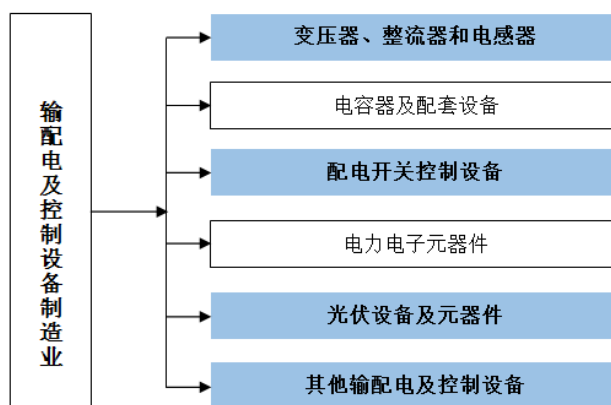 输配电及控制设备制造业
变压器、整流器和电感器
电容器及配套设备
配电开关控制设备
电力电子元器件
光伏设备及元器件
其他输配电及控制设备